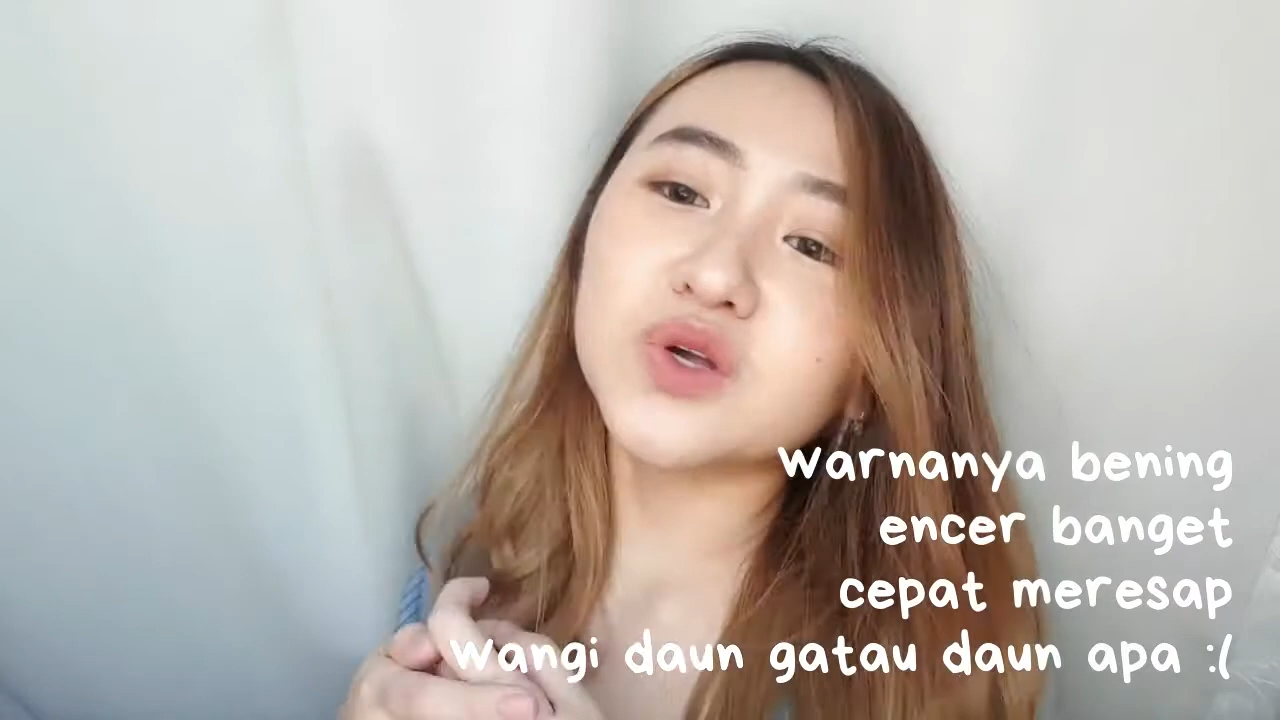 warnanya bening
encer banget
cepat meresap
wangi daun gatau daun apa :(